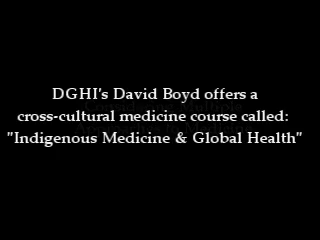 DGHI's David Boyd offers a
cross-cultural medicine course called:
"Indigenous Medicine & Global Health"